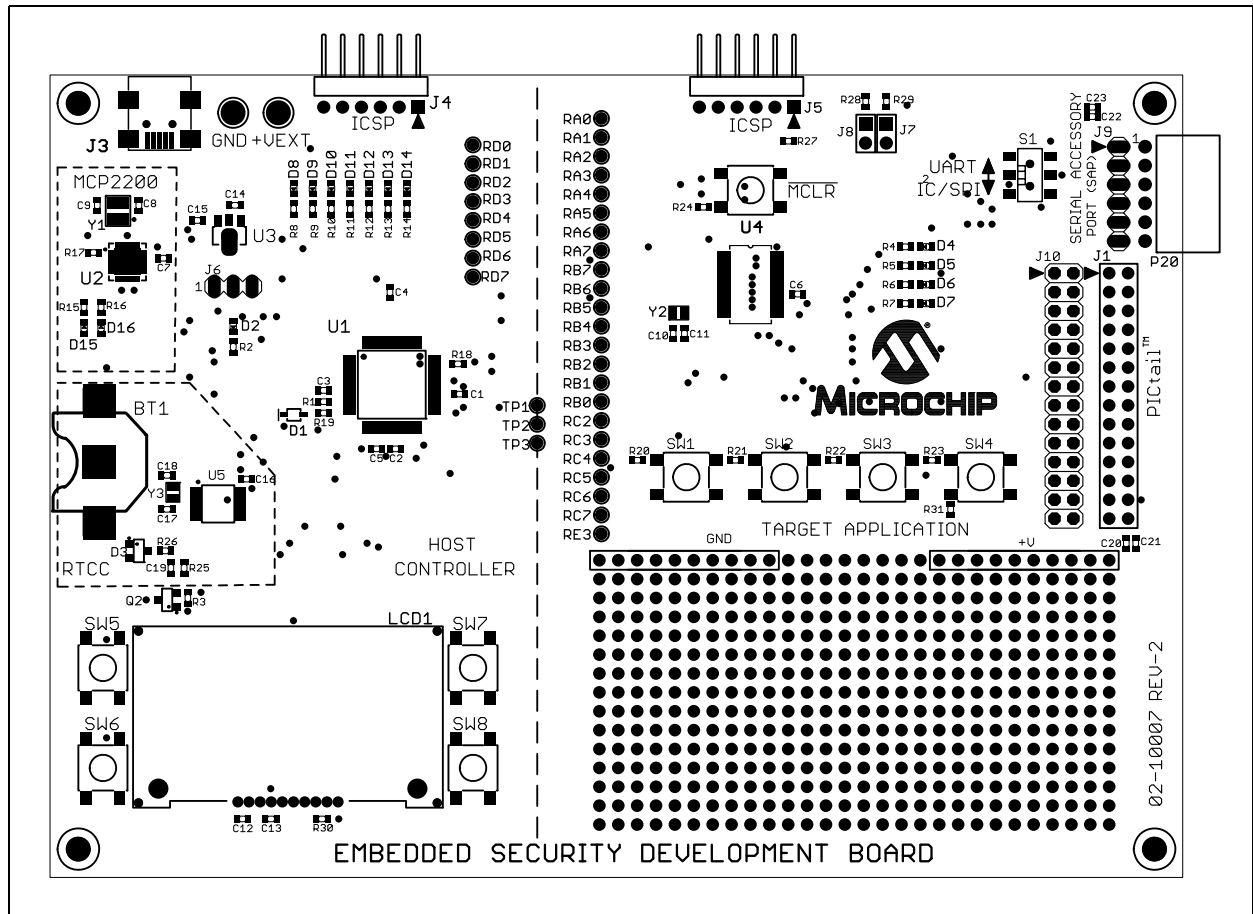 J3
GND
+VEXT
J4
ICSP
MCP2200
C9
C8
Y1
R17
U2
C7
R15
R16
D15
D16
C14
C15
U3
J6
1
D2
R2
D8
D9
D10
D11
D12
D13
D14
R8
R9
R10
R11
R12
R13
R14
C4
RD0
RD1
RD2
RD3
RD4
RD5
RD6
RD7
U1
R18
C3
C1
R19
D1
C5
C2
TP1
TP2
TP3
BT1
C18
Y3
C17
U5
C16
D3
R26
C19
R25
RTCC
Q2
R3
HOST
CONTROLLER
LCD1
SW5
SW6
SW7
SW8
C12
C13
R30
RA0
RA1
RA2
RA3
RA4
RA5
RA6
RA7
RB7
RB6
RB5
RB4
RB3
RB2
RB1
RB0
RC2
RC3
RC4
RC5
RC6
RC7
RE3
J5
ICSP
R27
R28
R29
J8
J7
MCLR
R24
U4
C6
Y2
C10
C11
UART
I²C/SPI
S1
R4
D4
R5
D5
R6
D6
R7
D7
C23
C22
J9
1
SERIAL ACCESSORY
PORT (SAP)
P20
J10
J1
PICtail™
MICROCHIP
®
R20
SW1
R21
SW2
R22
SW3
R23
SW4
R31
TARGET APPLICATION
GND
+V
C20
C21
02-10007 REV-2
EMBEDDED SECURITY DEVELOPMENT BOARD